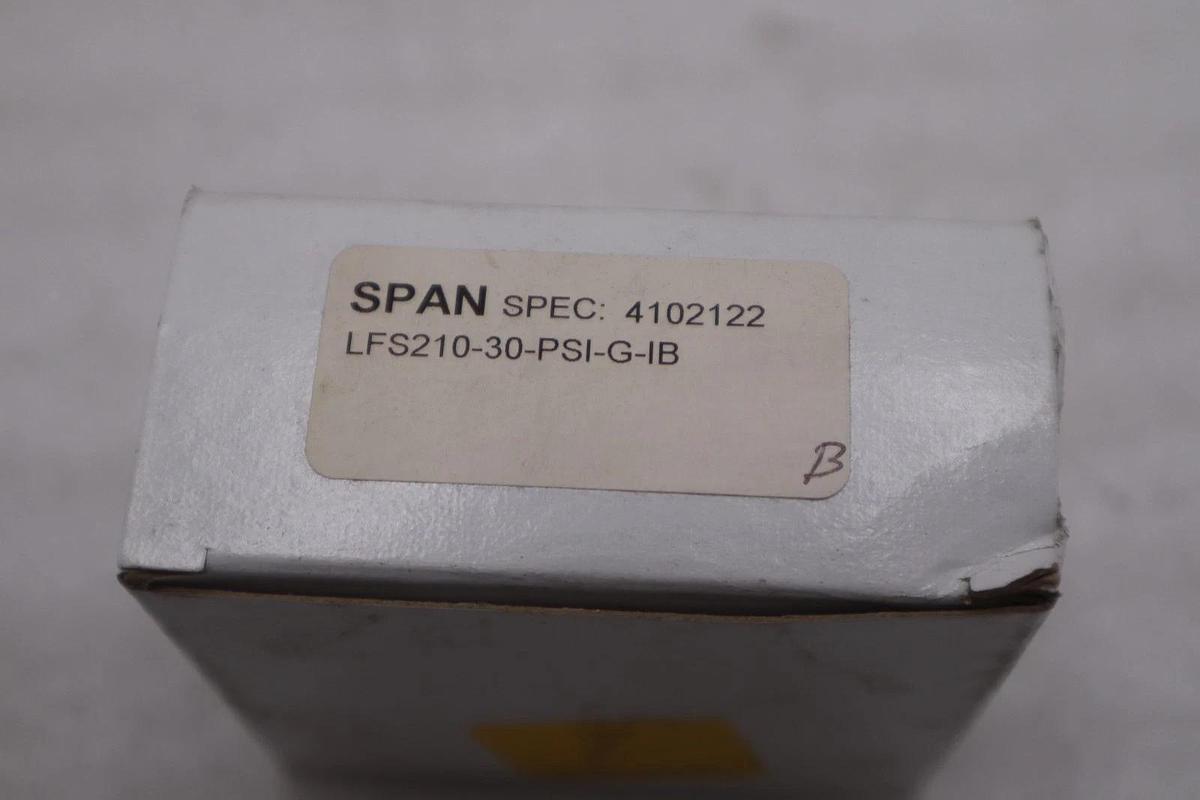 SPAN SPEC: 4102122
LFS210-30-PSI-G-IB
B